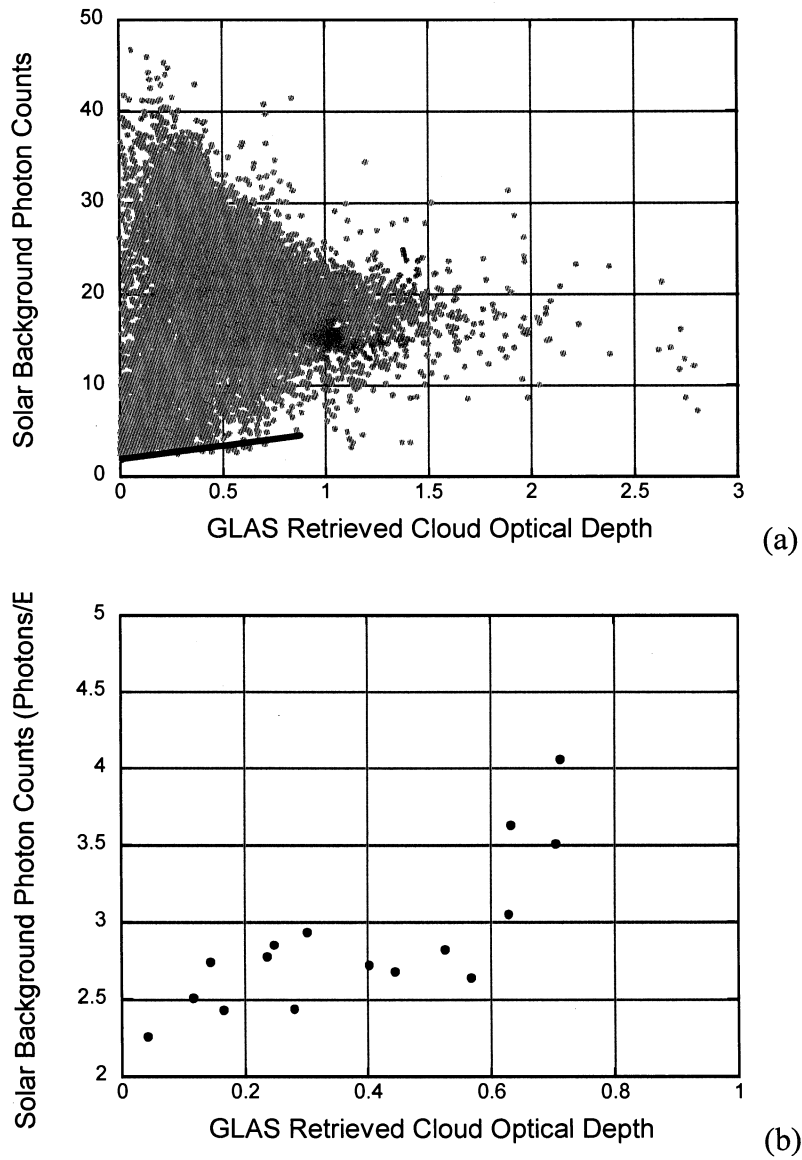 Solar Background Photon Counts
50
40
30
20
10
0
0 0.5 1 1.5 2 2.5 3
GLAS Retrieved Cloud Optical Depth
(a)
Solar Background Photon Counts (Photons/E
5
4.5
4
3.5
3
2.5
2
0 0.2 0.4 0.6 0.8 1
GLAS Retrieved Cloud Optical Depth
(b)